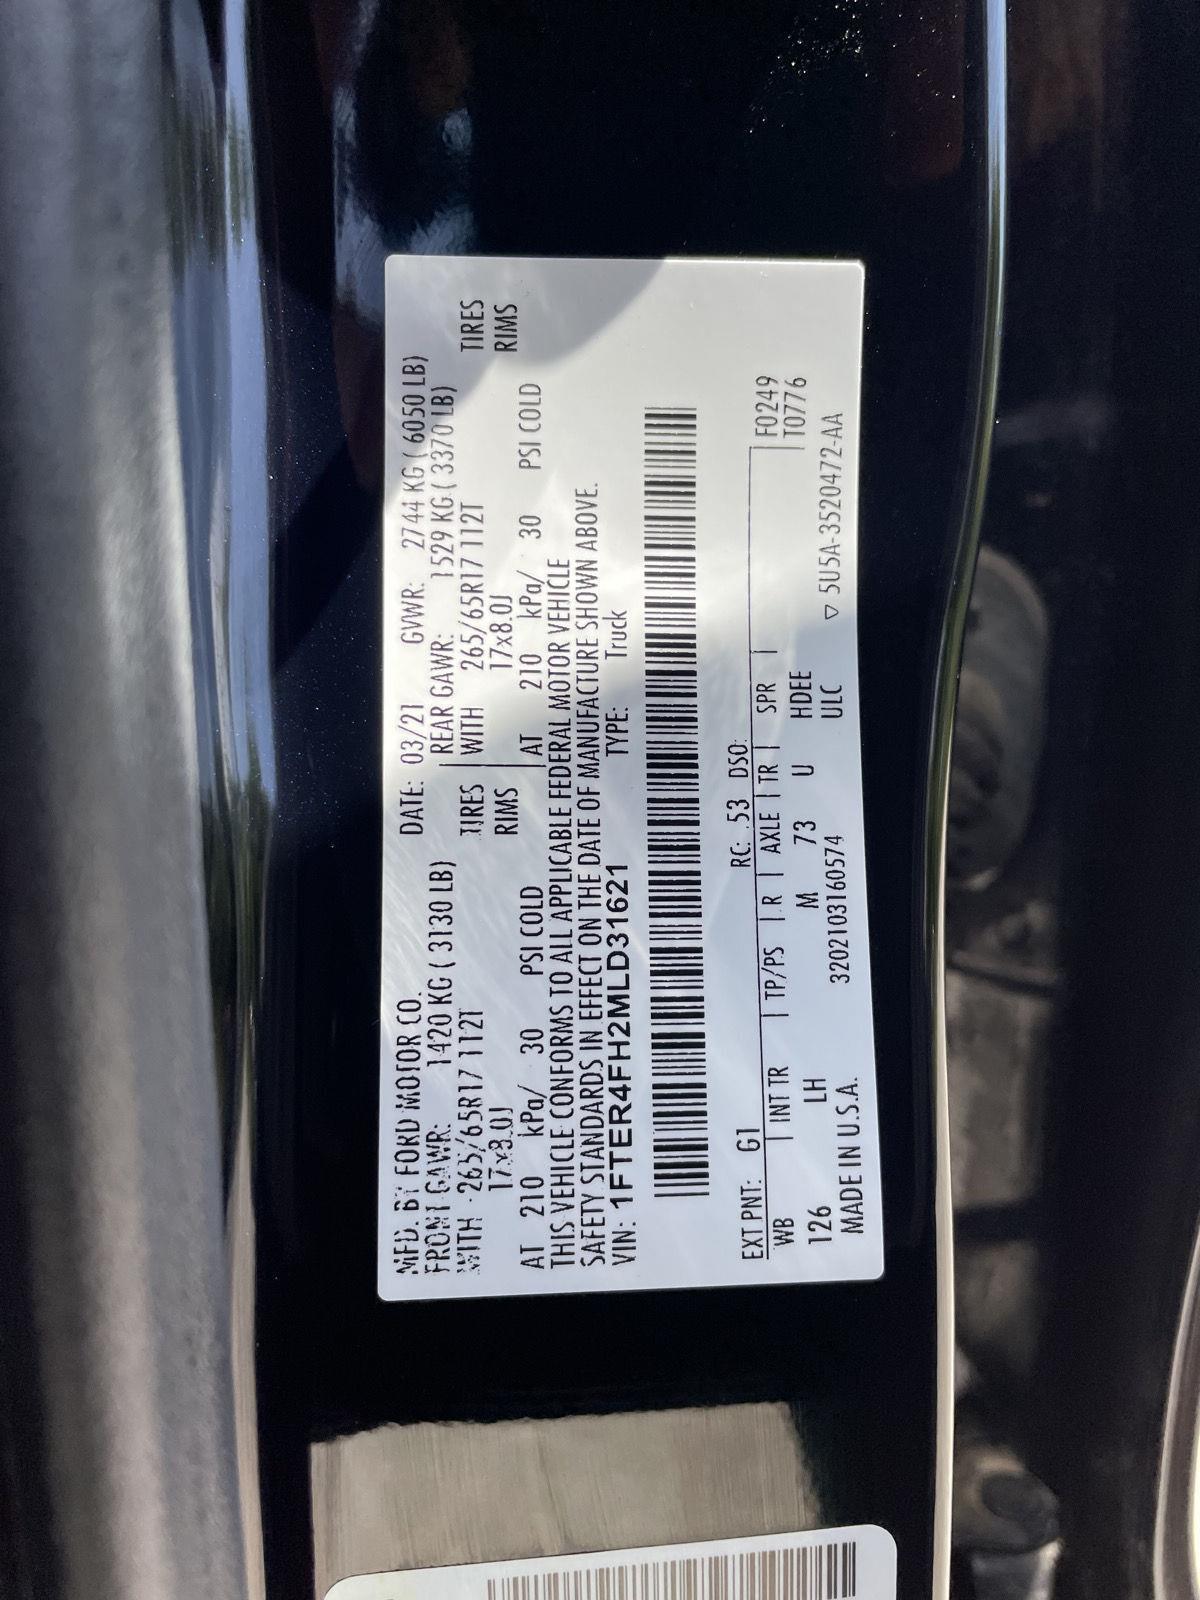 MFD. BY FORD MOTOR CO. DATE: 03/21 GVWR: 2744 KG ( 6050 LB)
FRONT GAWR: 1420 KG ( 3130 LB) REAR GAWR: 1529 KG ( 3370 LB)
WITH 265/65R17 112T TIRES WITH 265/65R17 112T TIRES
17x8.0J RIMS 17x8.0J RIMS
AT 210 kPa/ 30 PSI COLD AT 210 kPa/ 30 PSI COLD
THIS VEHICLE CONFORMS TO ALL APPLICABLE FEDERAL MOTOR VEHICLE
SAFETY STANDARDS IN EFFECT ON THE DATE OF MANUFACTURE SHOWN ABOVE.
VIN: 1FTER4FH2MLD31621 TYPE: Truck
EXT PNT: G1 RC: 53 DSO:
WB | INT TR | TP/PS | R | AXLE | TR | SPR | F0249
126 LH M 73 U HDEE T0776
MADE IN U.S.A. 3202103160574 ULC ▽ 5U5A-3520472-AA